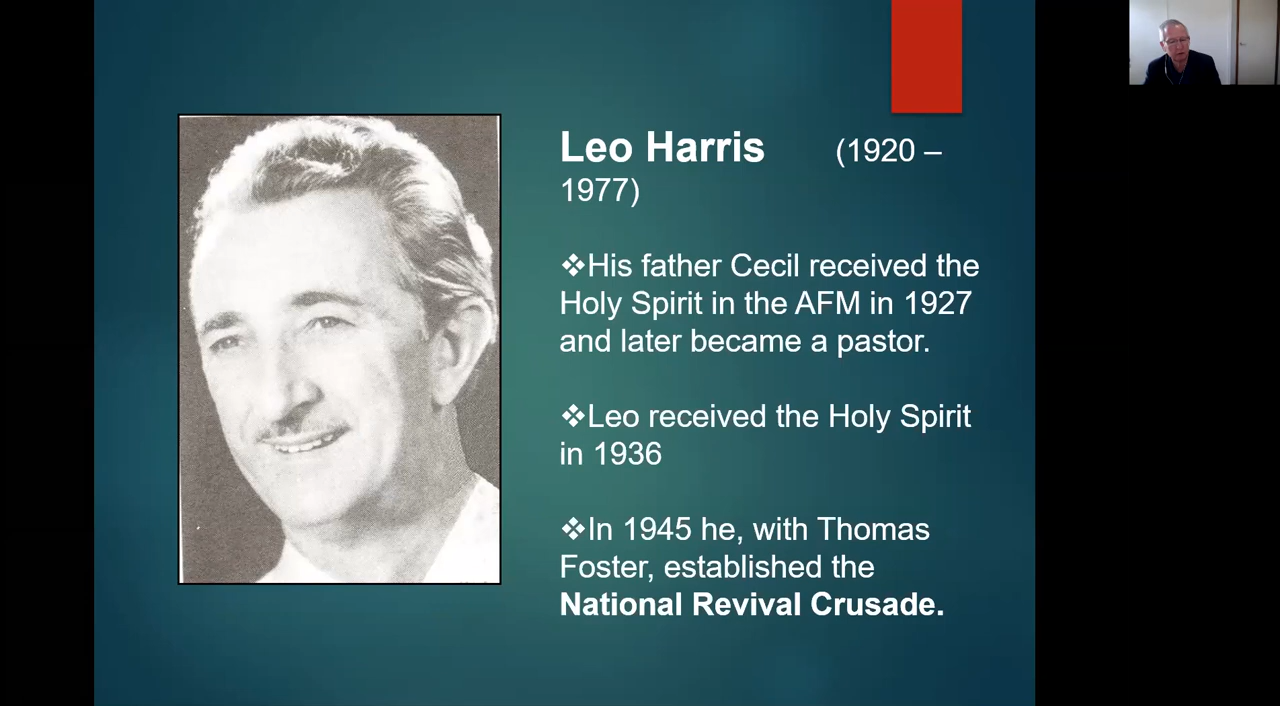 Leo Harris (1920 –
1977)
❖His father Cecil received the
Holy Spirit in the AFM in 1927
and later became a pastor.
❖Leo received the Holy Spirit
in 1936
❖In 1945 he, with Thomas
Foster, established the
National Revival Crusade.